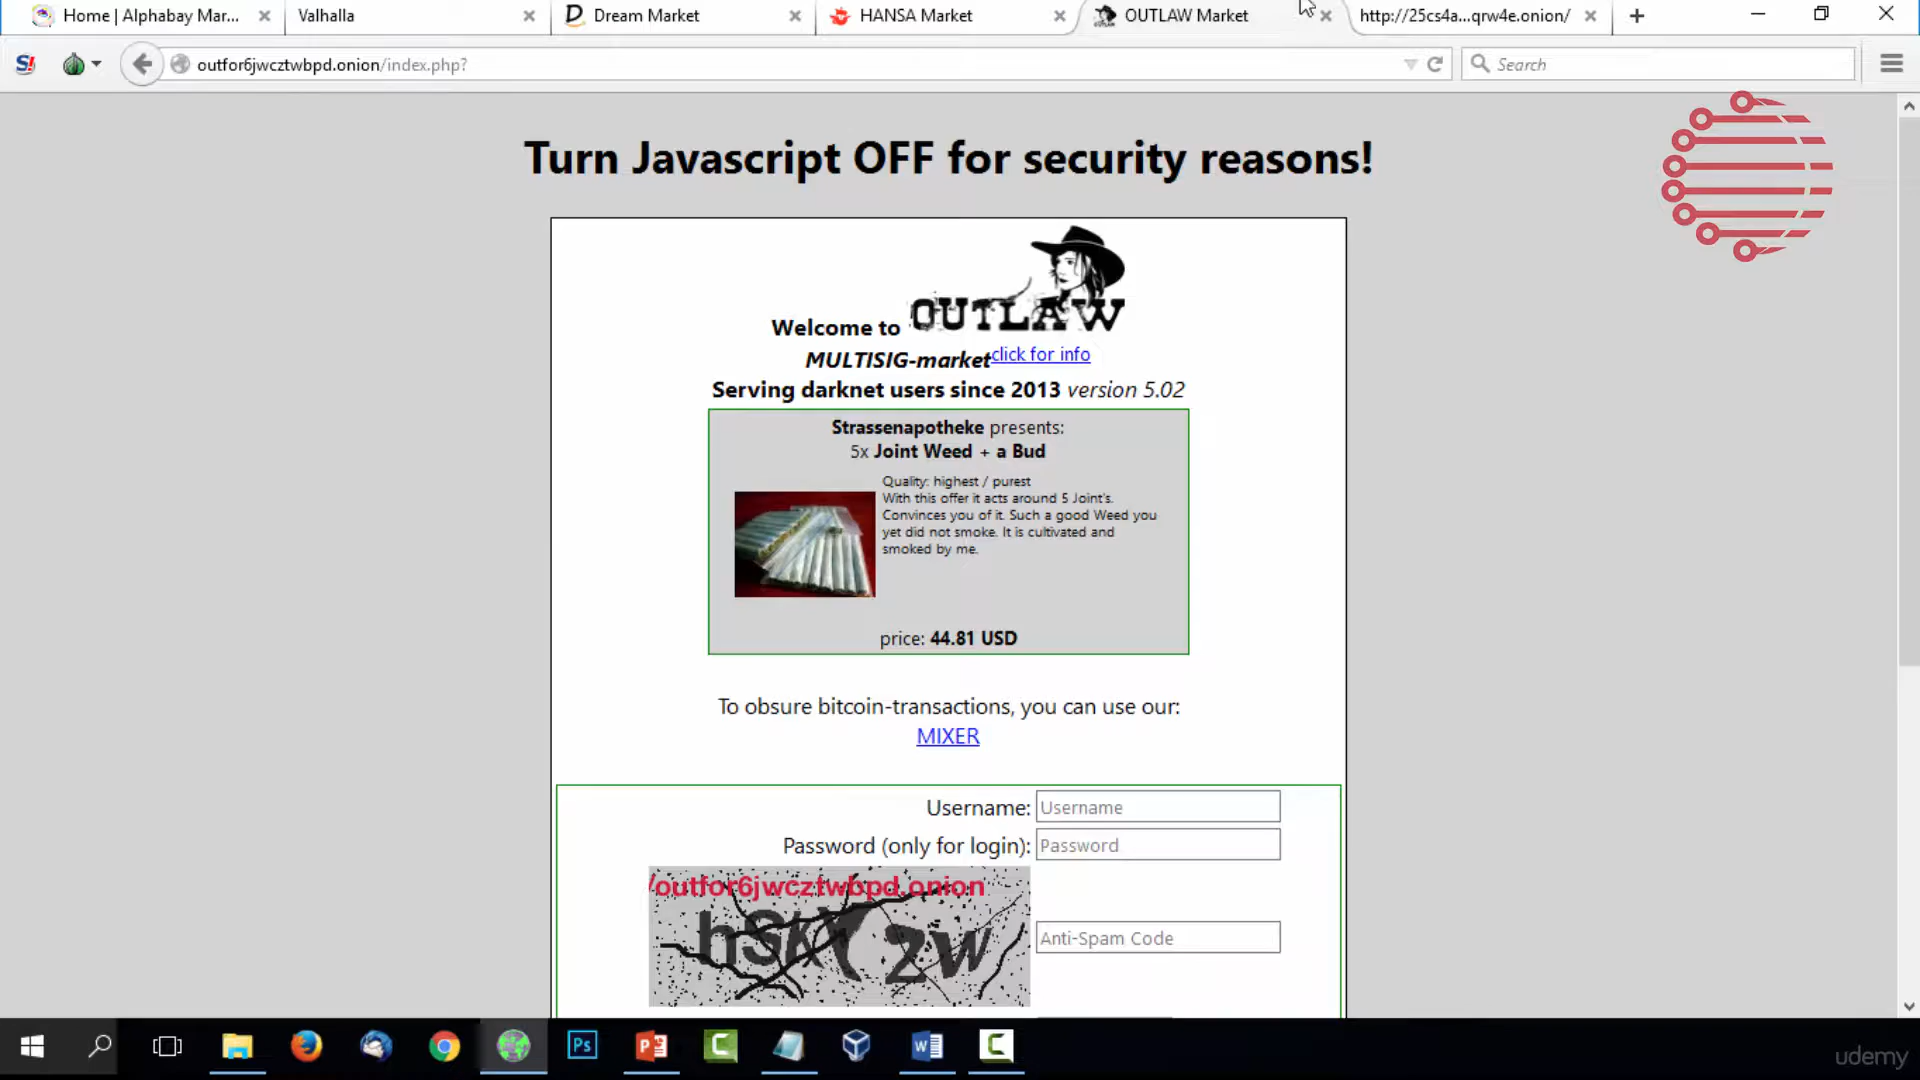 Home | Alphabay Mar...
Valhalla
Dream Market
HANSA Market
OUTLAW Market
http://25cs4a...qrw4e.onion/
outfor6jwcztwbpd.onion/index.php?
Search
Turn Javascript OFF for security reasons!
OUTLAW
Welcome to
MULTISIG-market click for info
Serving darknet users since 2013 version 5.02
Strassenapotheke presents:
5x Joint Weed + a Bud
Quality: highest / purest
With this offer it acts around 5 Joint's.
Convinces you of it. Such a good Weed you
yet did not smoke. It is cultivated and
smoked by me.
price: 44.81 USD
To obsure bitcoin-transactions, you can use our:
MIXER
Username: Username
Password (only for login): Password
/outfor6jwcztwbpd.onion
hSKY2w
Anti-Spam Code
udemy